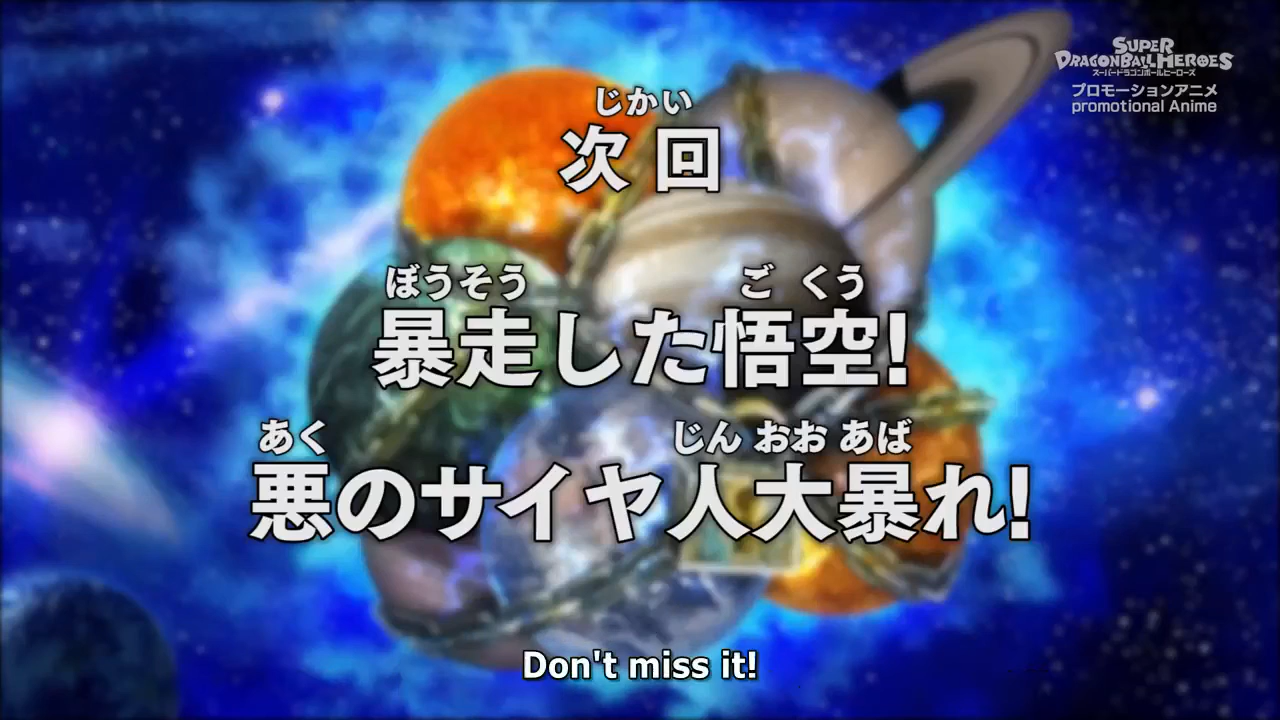 SUPER
DRAGONBALL HEROES
スーパードラゴンボールヒーローズ
プロモーションアニメ
promotional Anime
じかい
次回
ぼうそう ご くう
暴走した悟空!
あく じん おお あば
悪のサイヤ人大暴れ!
Don't miss it!